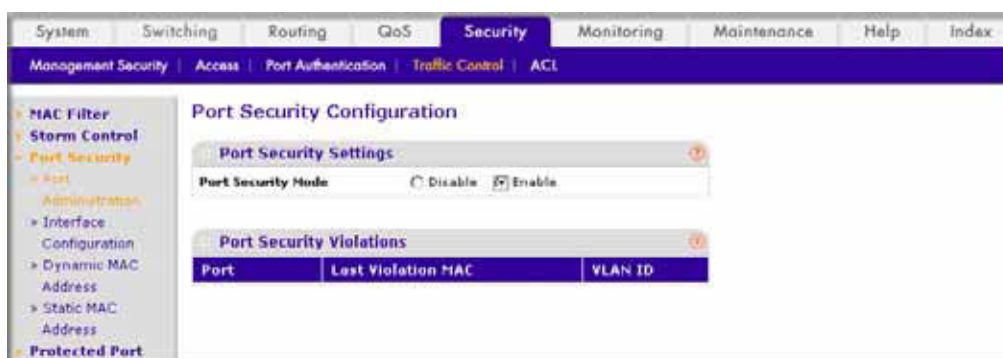 System Switching Routing QoS Security Monitoring Maintenance Help Index
Management Security Access Port Authentication Traffic Control ACL
MAC Filter
Storm Control
Port Security
Port
Administration
Interface
Configuration
Dynamic MAC
Address
Static MAC
Address
Protected Port
Port Security Configuration
Port Security Settings
Port Security Mode Disable Enable
Port Security Violations
Port Last Violation MAC VLAN ID